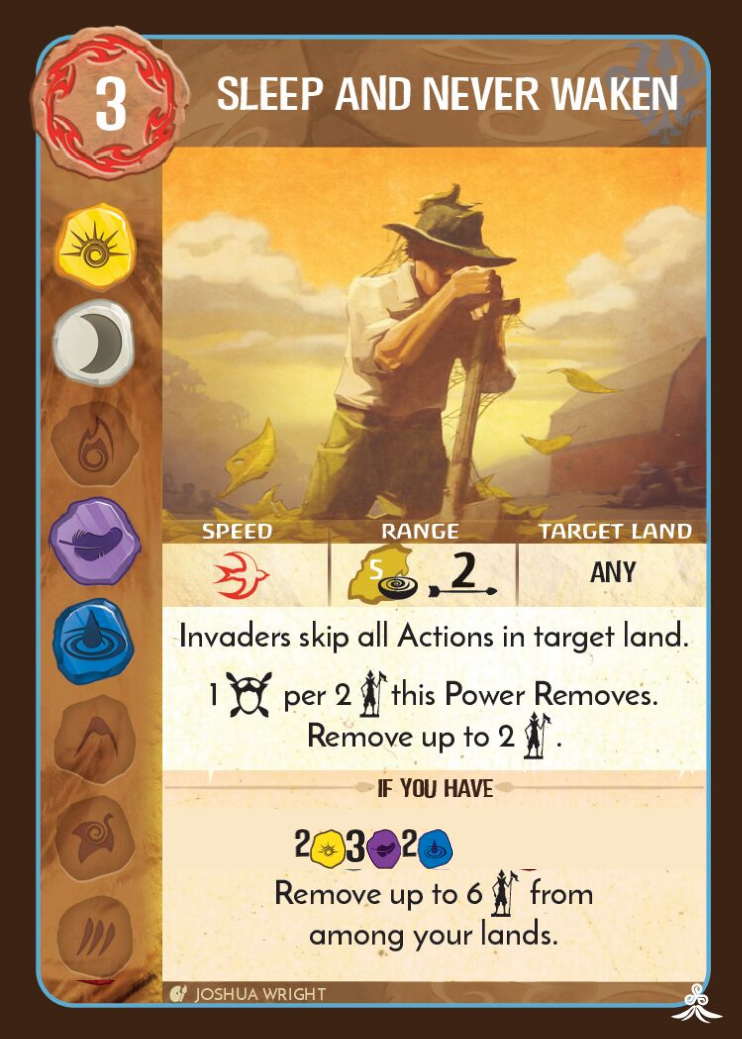 3
SLEEP AND NEVER WAKEN
SPEED RANGE TARGET LAND
S 2 ANY
Invaders skip all Actions in target land.
1 per 2 this Power Removes.
Remove up to 2 .
IF YOU HAVE
2 3 2
Remove up to 6 from
among your lands.
JOSHUA WRIGHT